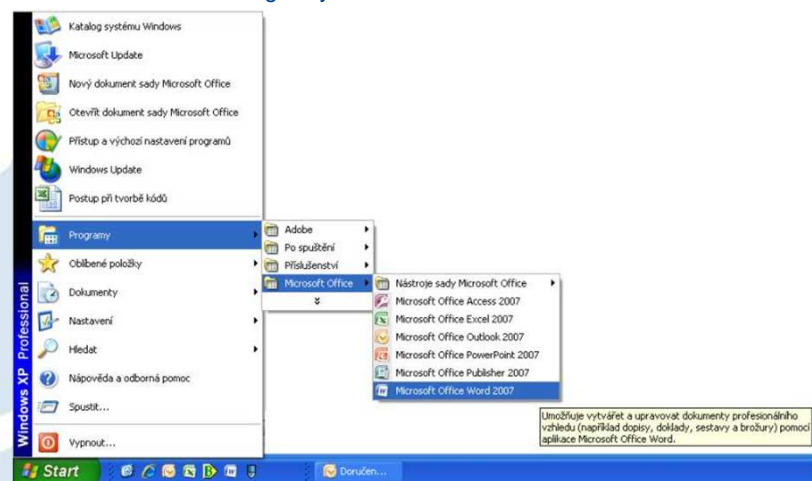 Katalog systému Windows
Microsoft Update
Nový dokument sady Microsoft Office
Otevřít dokument sady Microsoft Office
Přístup a výchozí nastavení programů
Windows Update
Postup při tvorbě kódů
Programy
Oblíbené položky
Dokumenty
Nastavení
Hledat
Nápověda a odborná pomoc
Spustit...
Vypnout...
Windows XP Professional
Adobe
Po spuštění
Příslušenství
Microsoft Office
Nástroje sady Microsoft Office
Microsoft Office Access 2007
Microsoft Office Excel 2007
Microsoft Office Outlook 2007
Microsoft Office PowerPoint 2007
Microsoft Office Publisher 2007
Microsoft Office Word 2007
Umožňuje vytvářet a upravovat dokumenty profesionálního
vzhledu (například dopisy, doklady, sestavy a brožury) pomocí
aplikace Microsoft Office Word.
Start
Doručen...